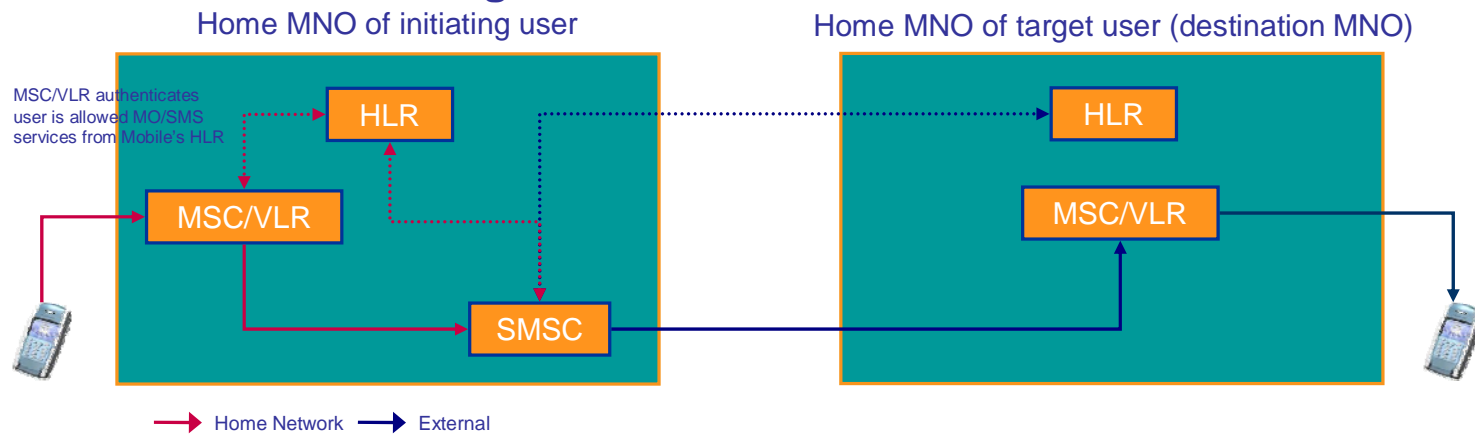 Home MNO of initiating user
Home MNO of target user (destination MNO)
MSC/VLR authenticates
user is allowed MO/SMS
services from Mobile's HLR
HLR
HLR
MSC/VLR
MSC/VLR
SMSC
Home Network
External